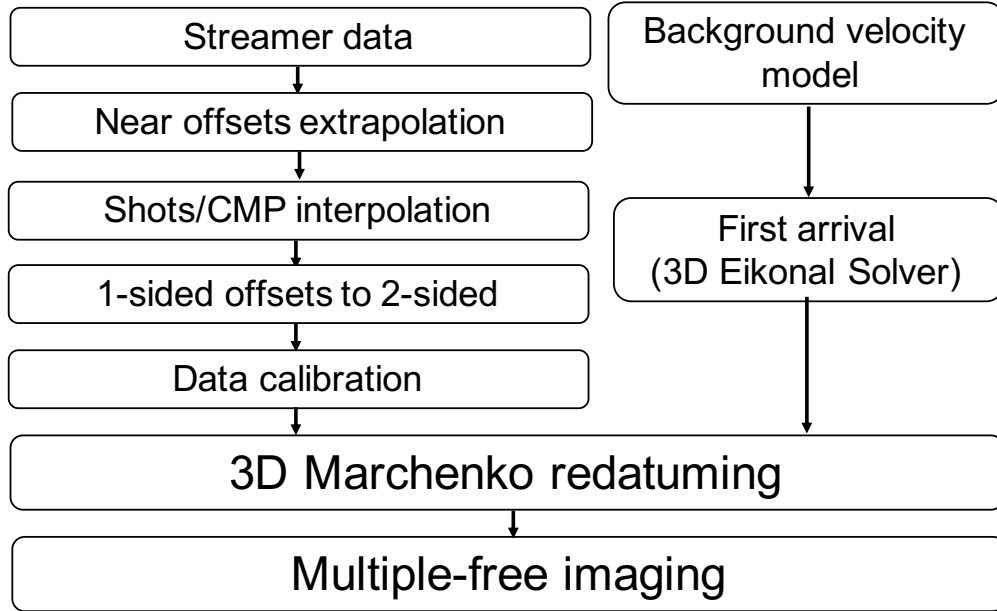 Streamer data
Near offsets extrapolation
Shots/CMP interpolation
1-sided offsets to 2-sided
Data calibration
Background velocity
model
First arrival
(3D Eikonal Solver)
3D Marchenko redatuming
Multiple-free imaging